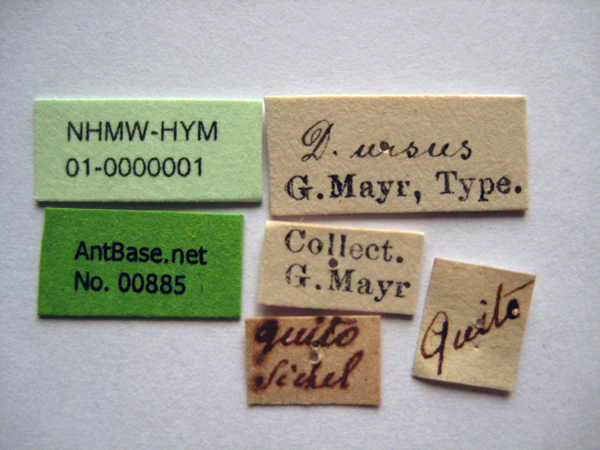 NHMW-HYM
01-0000001
D. ursus
G. Mayr, Type.
AntBase.net
No. 00885
Collect.
G. Mayr
Quito
quito
Sichel